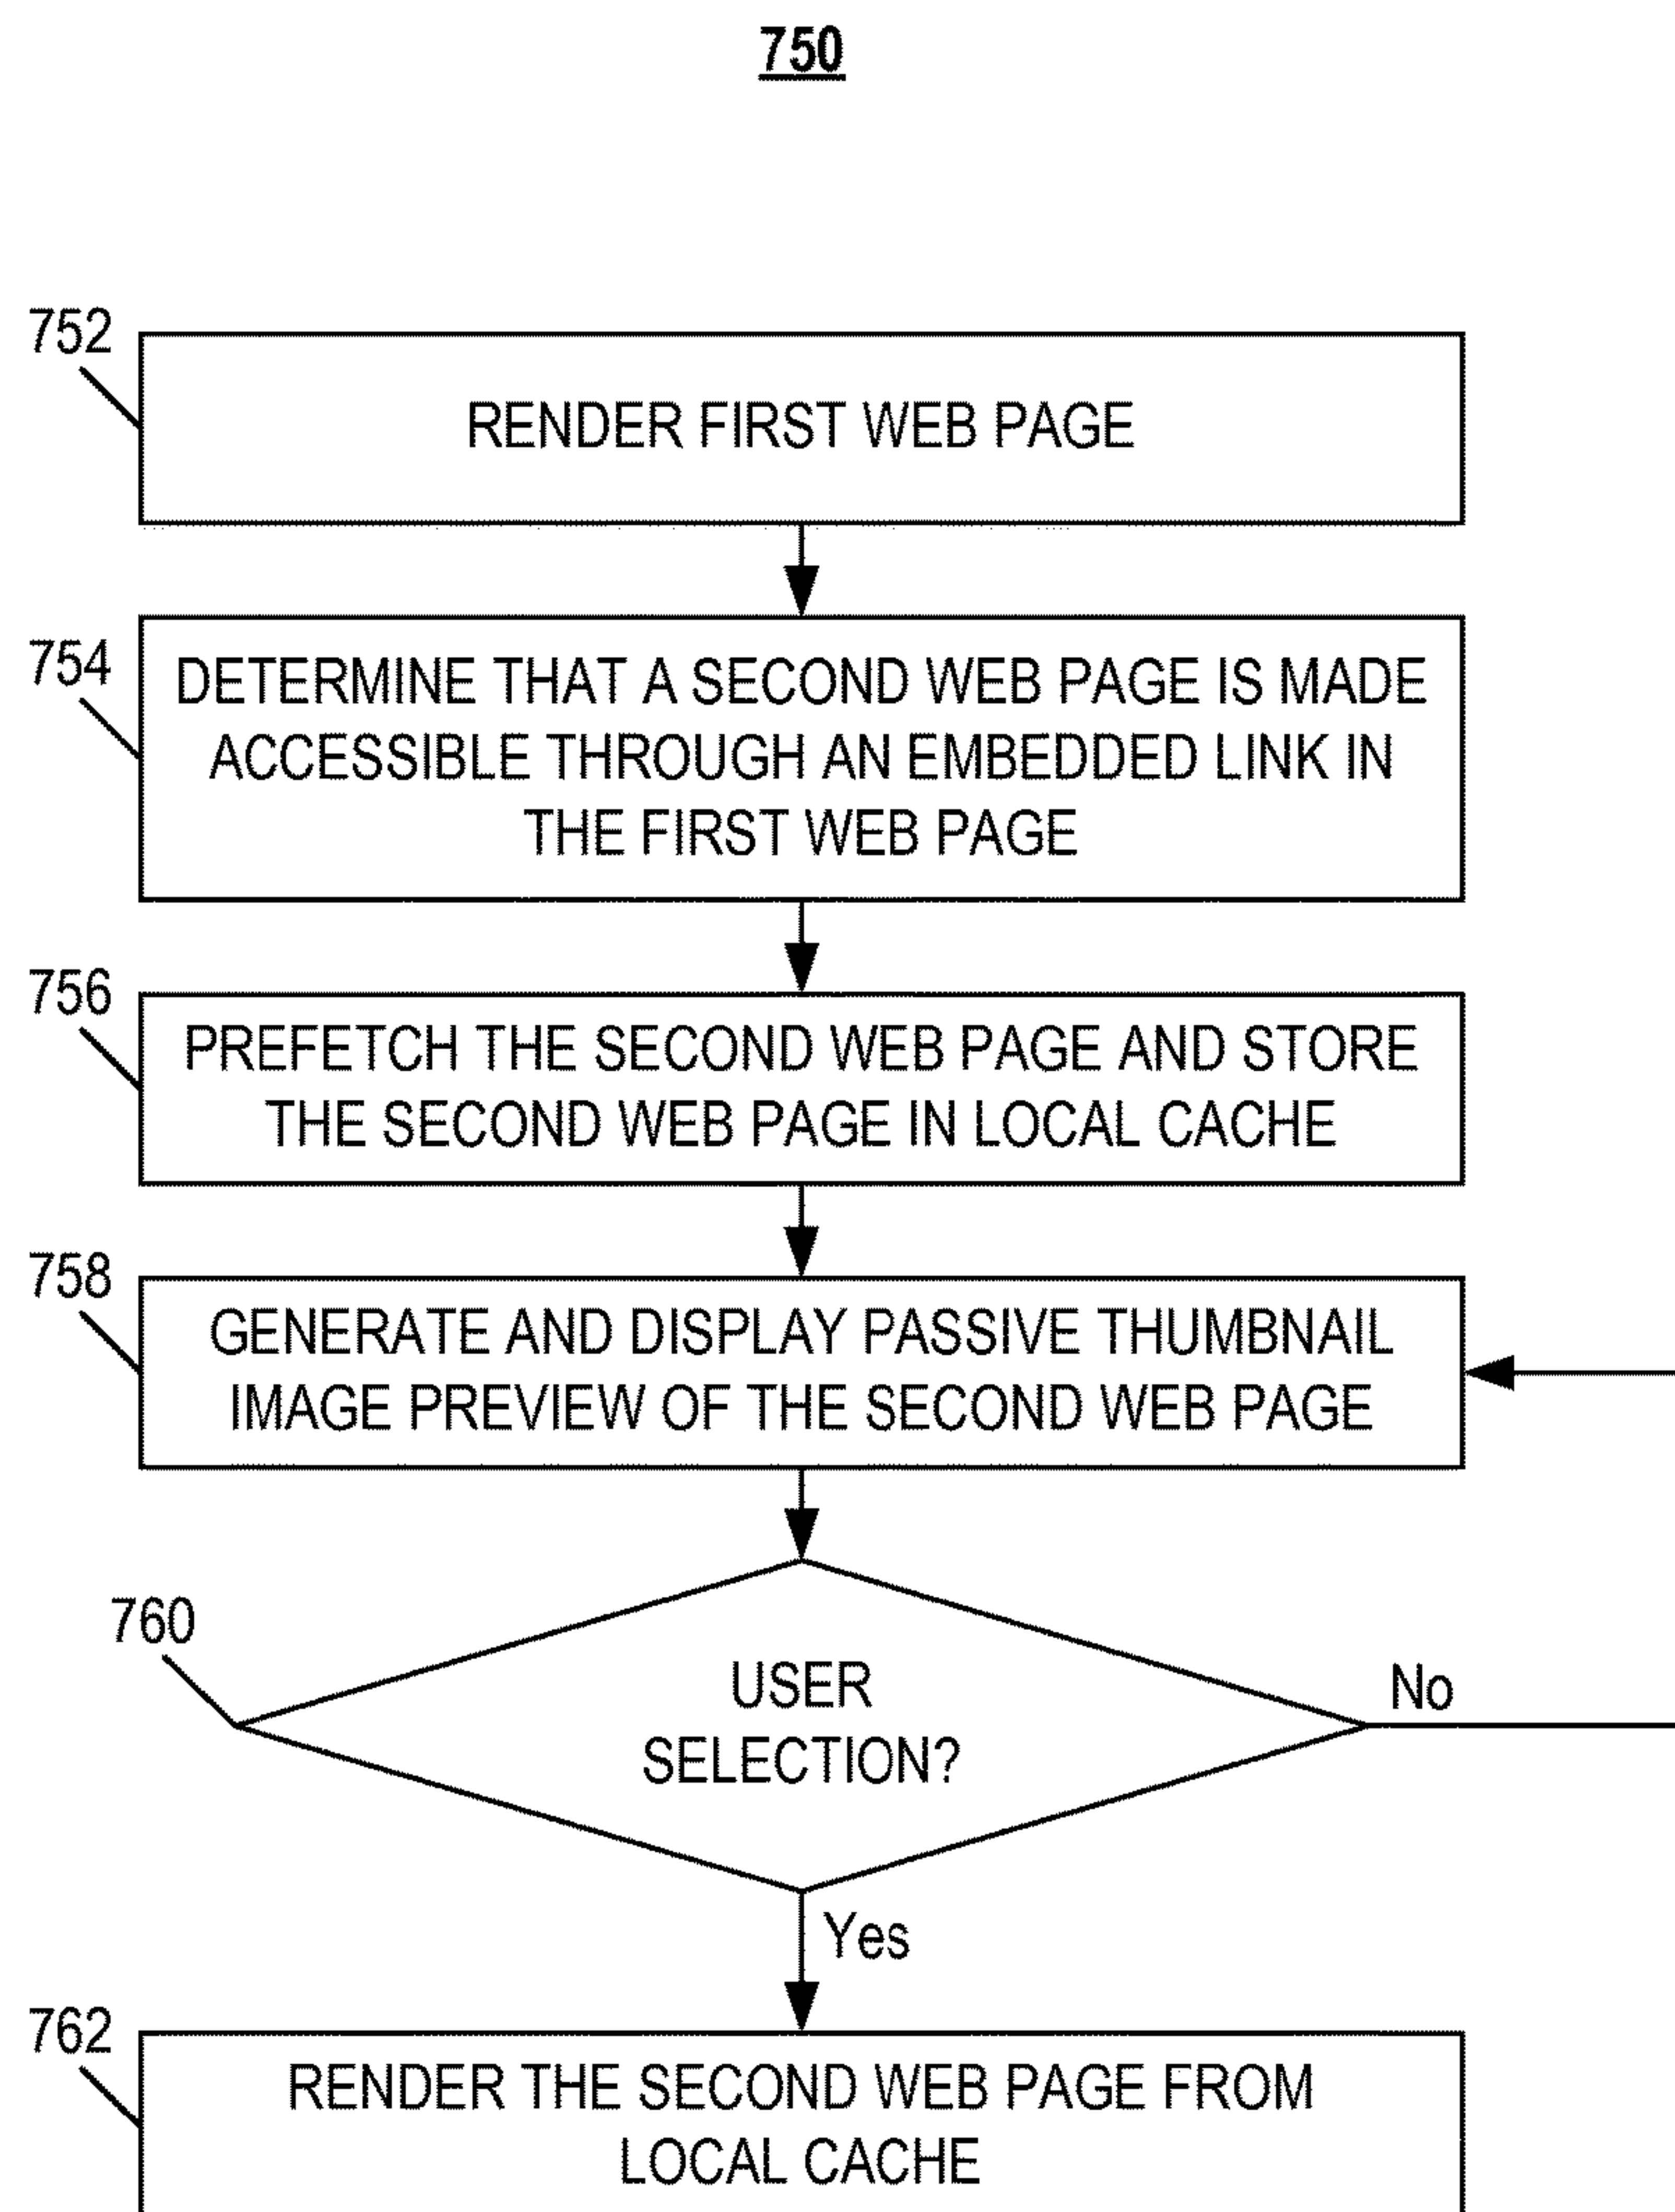 750
752
RENDER FIRST WEB PAGE
754
DETERMINE THAT A SECOND WEB PAGE IS MADE
ACCESSIBLE THROUGH AN EMBEDDED LINK IN
THE FIRST WEB PAGE
756
PREFETCH THE SECOND WEB PAGE AND STORE
THE SECOND WEB PAGE IN LOCAL CACHE
758
GENERATE AND DISPLAY PASSIVE THUMBNAIL
IMAGE PREVIEW OF THE SECOND WEB PAGE
760
USER
SELECTION?
No
Yes
762
RENDER THE SECOND WEB PAGE FROM
LOCAL CACHE